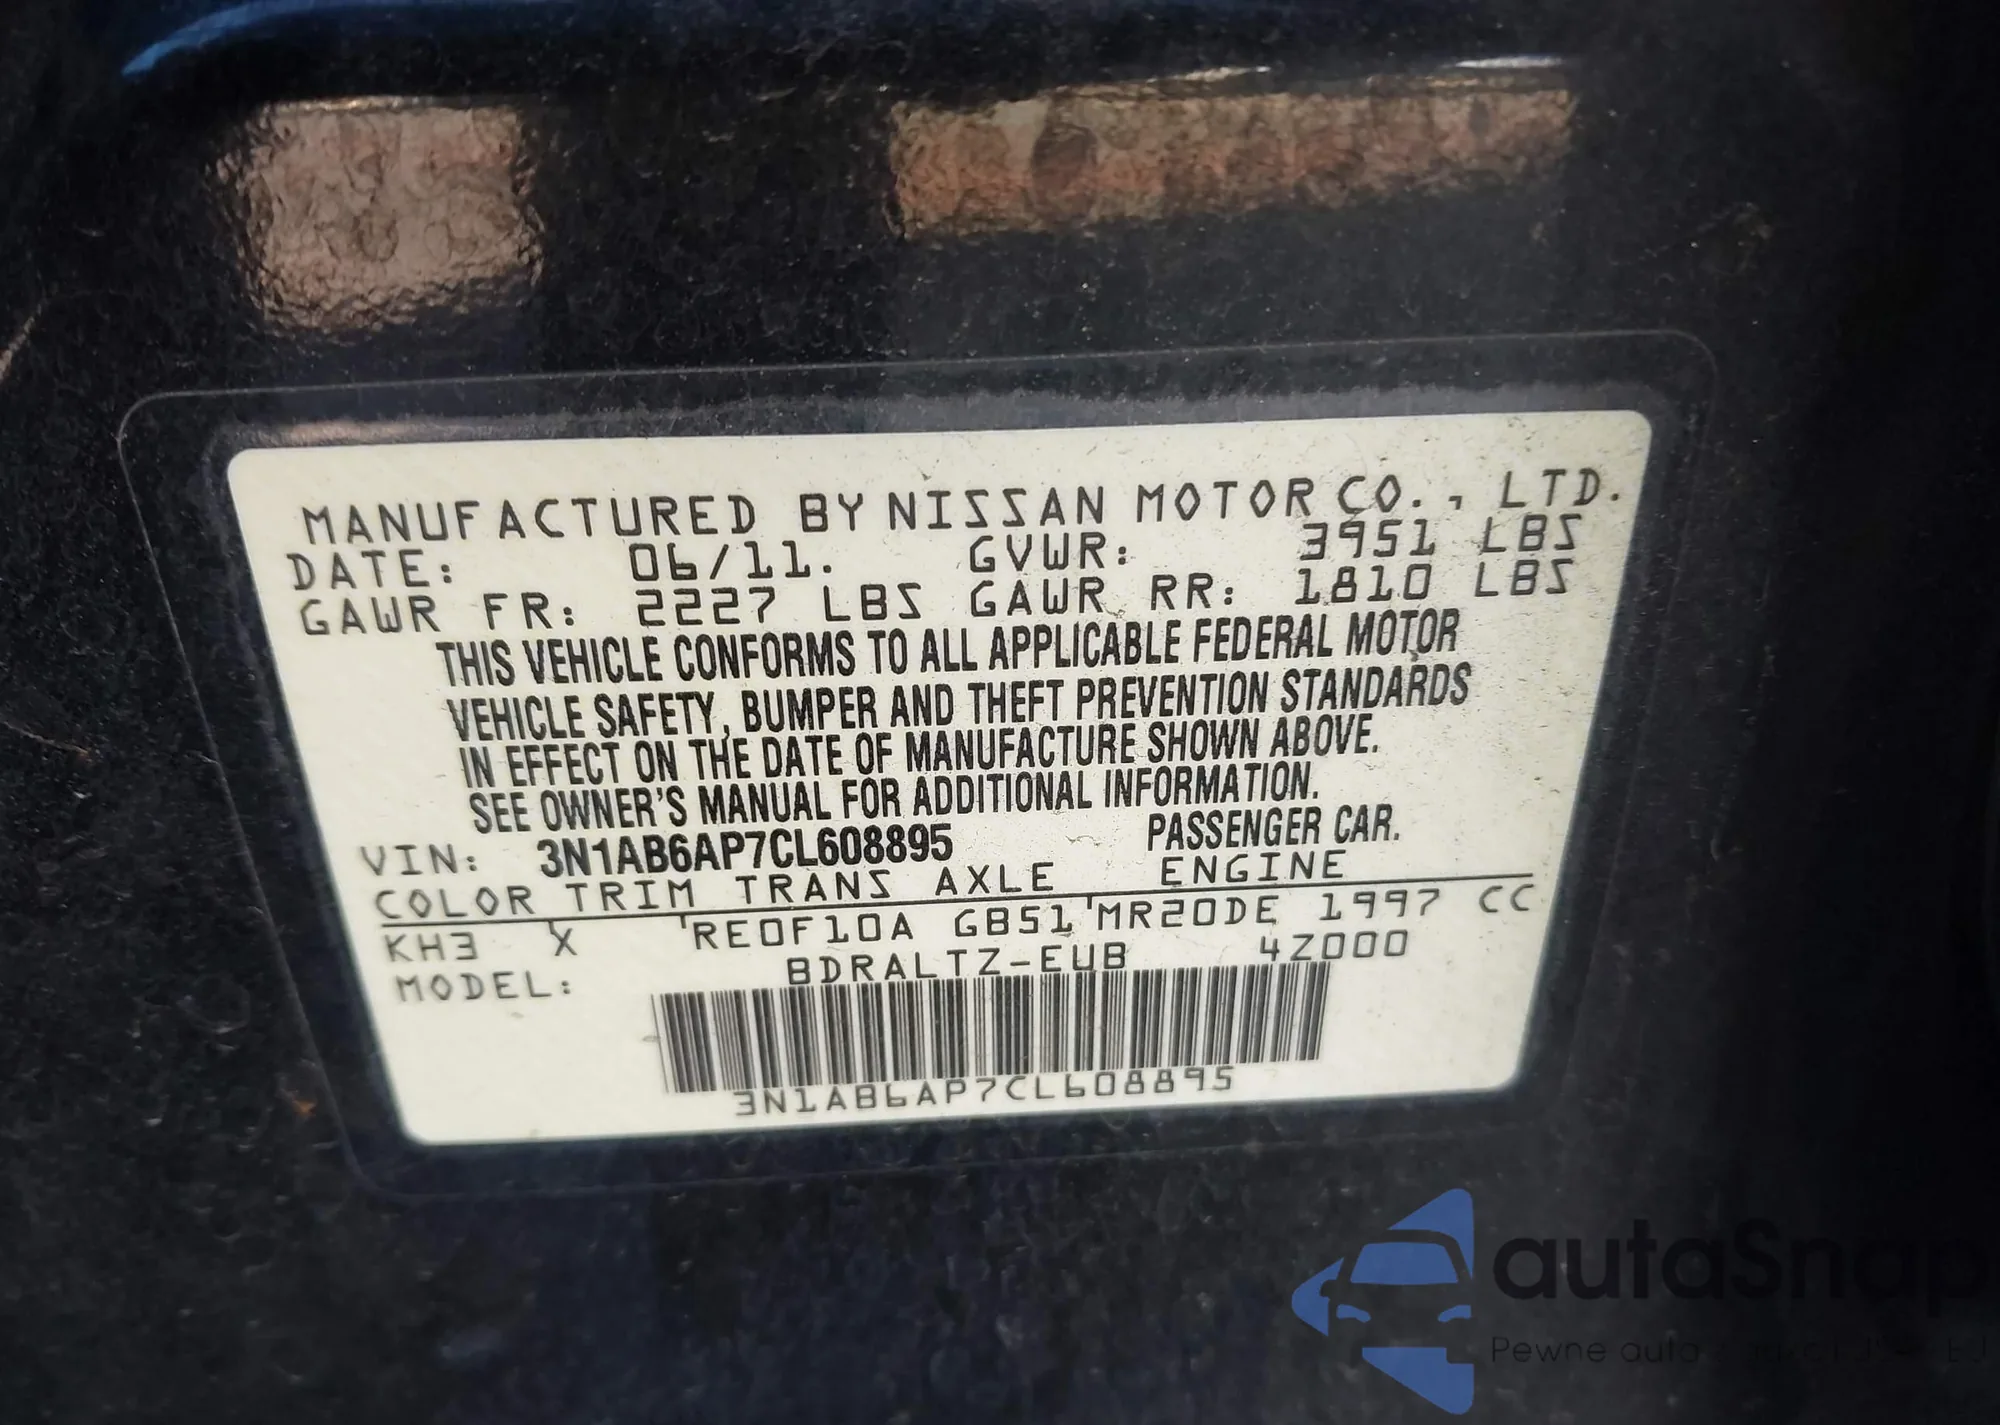 MANUFACTURED BY NISSAN MOTOR CO., LTD.
DATE: 06/11. GVWR: 3951 LBS
GAWR FR: 2227 LBS GAWR RR: 1810 LBS
THIS VEHICLE CONFORMS TO ALL APPLICABLE FEDERAL MOTOR
VEHICLE SAFETY, BUMPER AND THEFT PREVENTION STANDARDS
IN EFFECT ON THE DATE OF MANUFACTURE SHOWN ABOVE.
SEE OWNER'S MANUAL FOR ADDITIONAL INFORMATION.
VIN: 3N1AB6AP7CL608895 PASSENGER CAR.
COLOR TRIM TRANS AXLE ENGINE
KH3 X RE0F10A GB51 MR20DE 1997 CC
MODEL: BDRALTZ-EUB 4Z000
3N1AB6AP7CL608895
autaSnap
Pewne auta